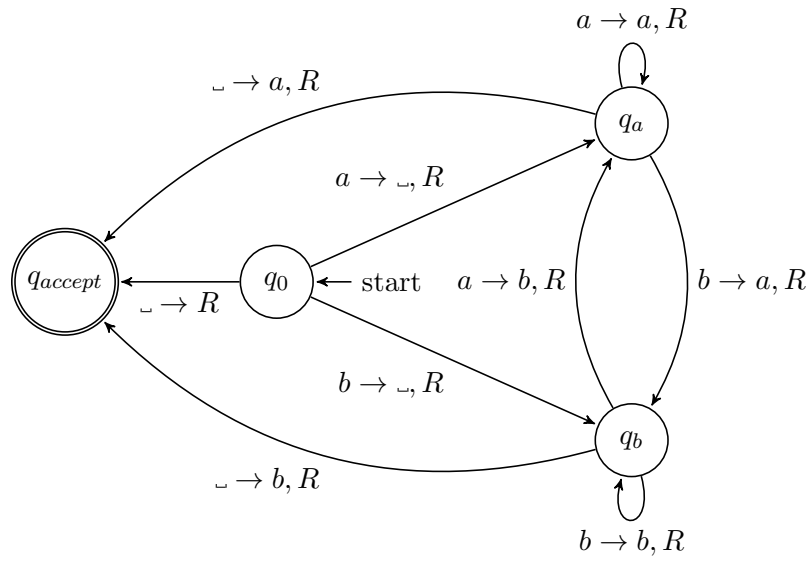 a → a, R
␣ → a, R
q_a
a → ␣, R
q_accept
q_0
start
a → b, R
b → a, R
␣ → R
b → ␣, R
q_b
␣ → b, R
b → b, R